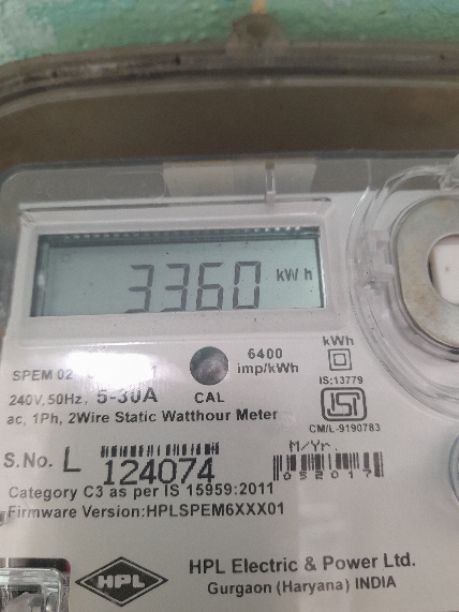 3360 kWh
SPEM 02
6400
imp/kWh
kWh
240V, 50Hz, 5-30A
CAL
IS:13779
ac, 1Ph, 2Wire Static Watthour Meter
ISI
CM/L-9190783
S.No. L 124074
M/Yr.
052017
Category C3 as per IS 15959:2011
Firmware Version:HPLSPEM6XXX01
HPL
HPL Electric & Power Ltd.
Gurgaon (Haryana) INDIA